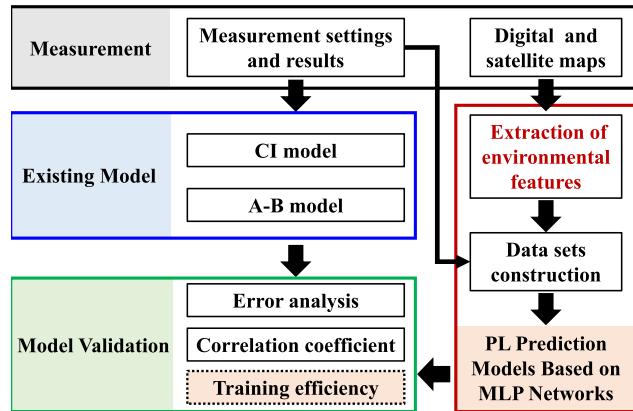 Measurement
Measurement settings
and results
Digital and
satellite maps
Existing Model
CI model
A-B model
Extraction of
environmental
features
Data sets
construction
PL Prediction
Models Based on
MLP Networks
Model Validation
Error analysis
Correlation coefficient
Training efficiency